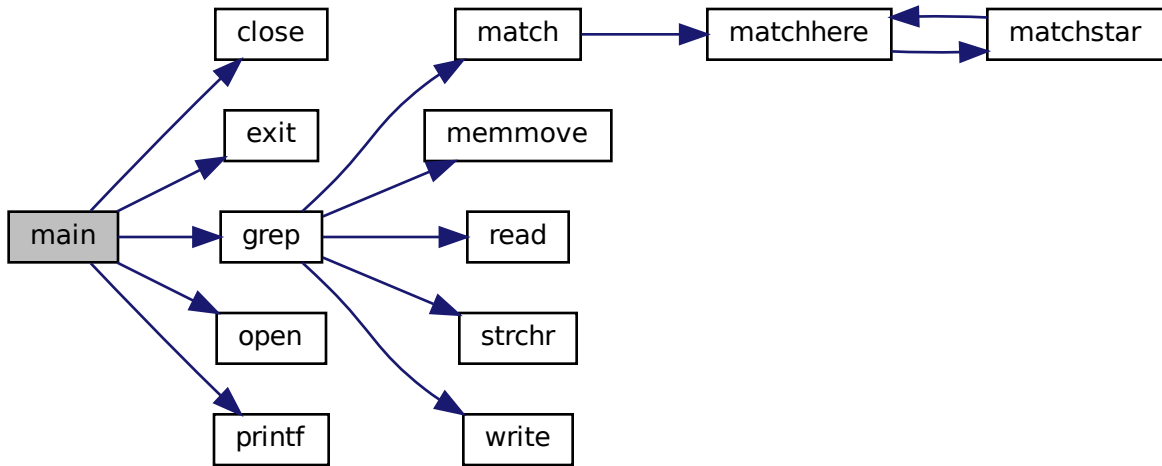 close
match
matchhere
matchstar
exit
memmove
main
grep
read
open
strchr
printf
write